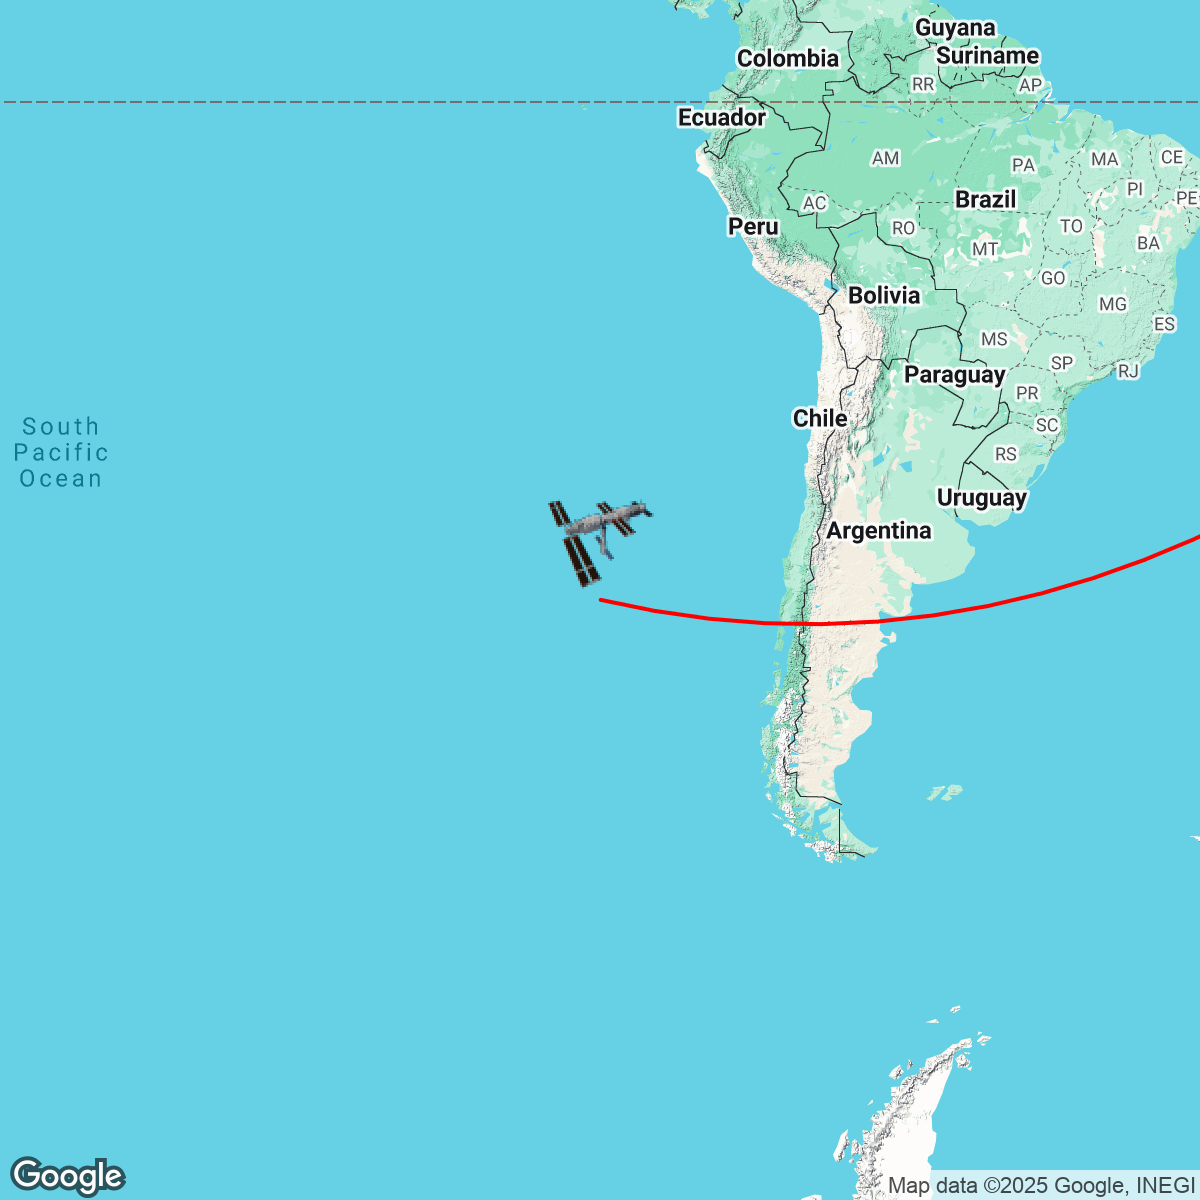 Guyana
Suriname
Colombia
RR
AP
Ecuador
AM
PA
MA
CE
PI
PE
AC
Brazil
Peru
RO
TO
MT
BA
GO
Bolivia
MG
ES
MS
SP
RJ
Paraguay
PR
Chile
SC
South
Pacific
Ocean
RS
Uruguay
Argentina
Google
Map data ©2025 Google, INEGI